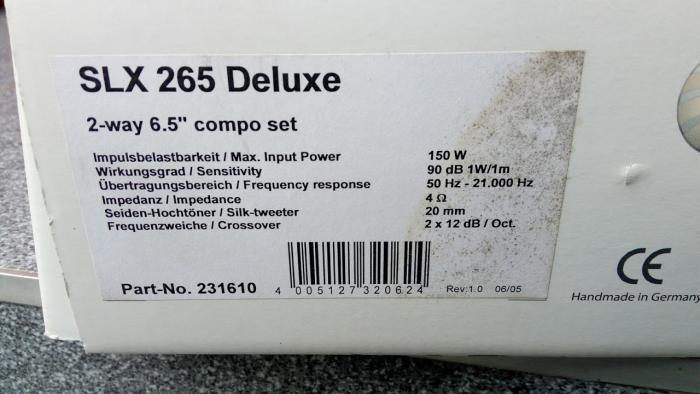 SLX 265 Deluxe
2-way 6.5" compo set
Impulsbelastbarkeit / Max. Input Power 150 W
Wirkungsgrad / Sensitivity 90 dB 1W/1m
Übertragungsbereich / Frequency response 50 Hz - 21.000 Hz
Impedanz / Impedance 4 Ω
Seiden-Hochtöner / Silk-tweeter 20 mm
Frequenzweiche / Crossover 2 x 12 dB / Oct.
Part-No. 231610
4 005127 320624
Rev:1.0 06/05
CE
Handmade in Germany